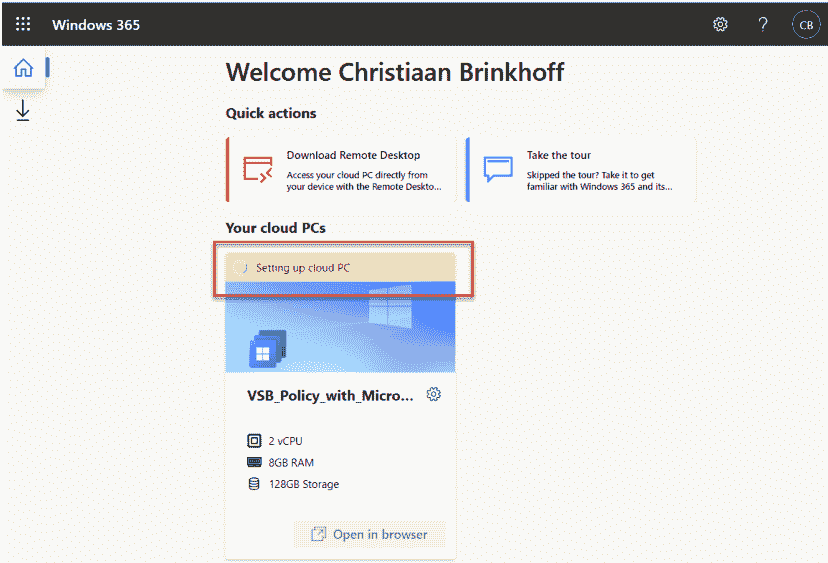 Windows 365
?
CB
Welcome Christiaan Brinkhoff
Quick actions
Download Remote Desktop
Access your cloud PC directly from
your device with the Remote Deskto...
Take the tour
Skipped the tour? Take it to get
familiar with Windows 365 and its...
Your cloud PCs
Setting up cloud PC
VSB_Policy_with_Micro...
2 vCPU
8GB RAM
128GB Storage
Open in browser